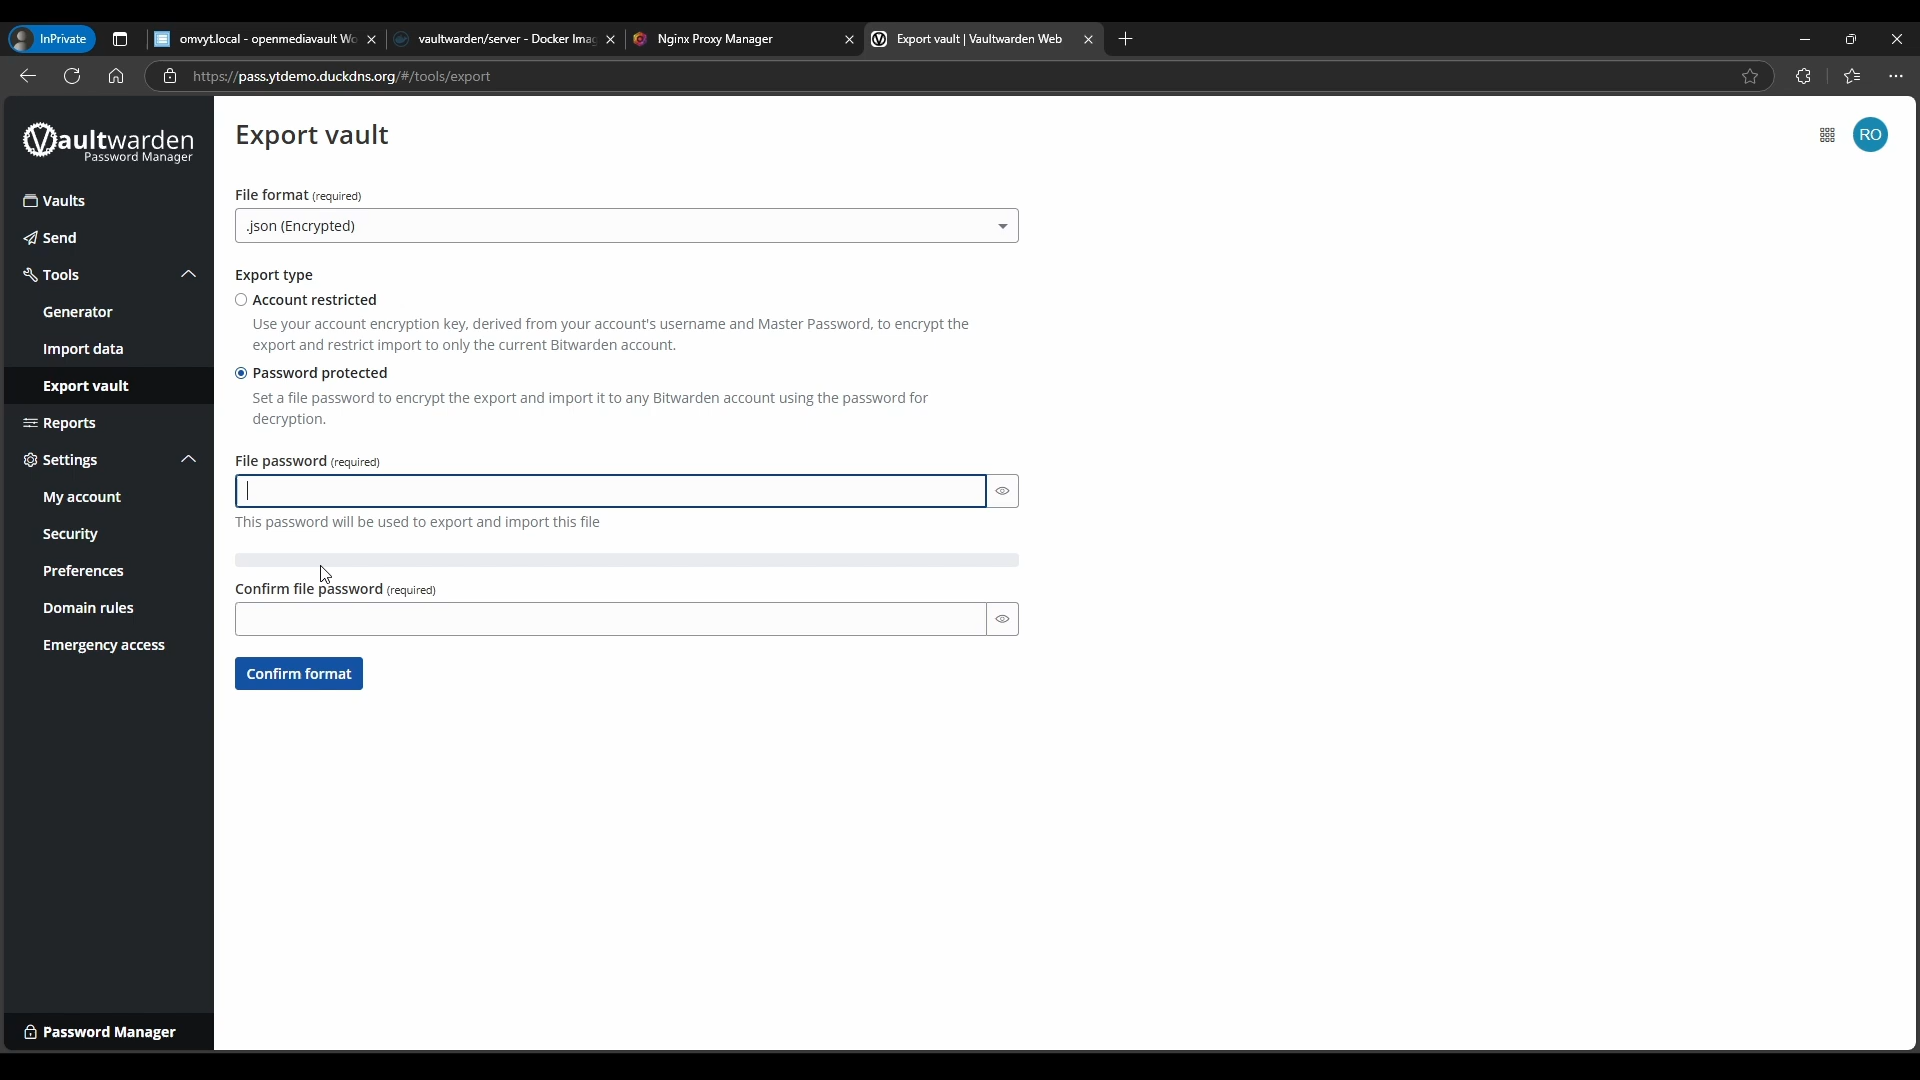 InPrivate
omvyt.local - openmediavault Wo
vaultwarden/server - Docker Imag
Nginx Proxy Manager
Export vault | Vaultwarden Web
https://pass.ytdemo.duckdns.org/#/tools/export
Vaultwarden
Password Manager
Vaults
Send
Tools
Generator
Import data
Export vault
Reports
Settings
My account
Security
Preferences
Domain rules
Emergency access
Password Manager
Export vault
RO
File format (required)
.json (Encrypted)
Export type
Account restricted
Use your account encryption key, derived from your account's username and Master Password, to encrypt the
export and restrict import to only the current Bitwarden account.
Password protected
Set a file password to encrypt the export and import it to any Bitwarden account using the password for
decryption.
File password (required)
This password will be used to export and import this file
Confirm file password (required)
Confirm format